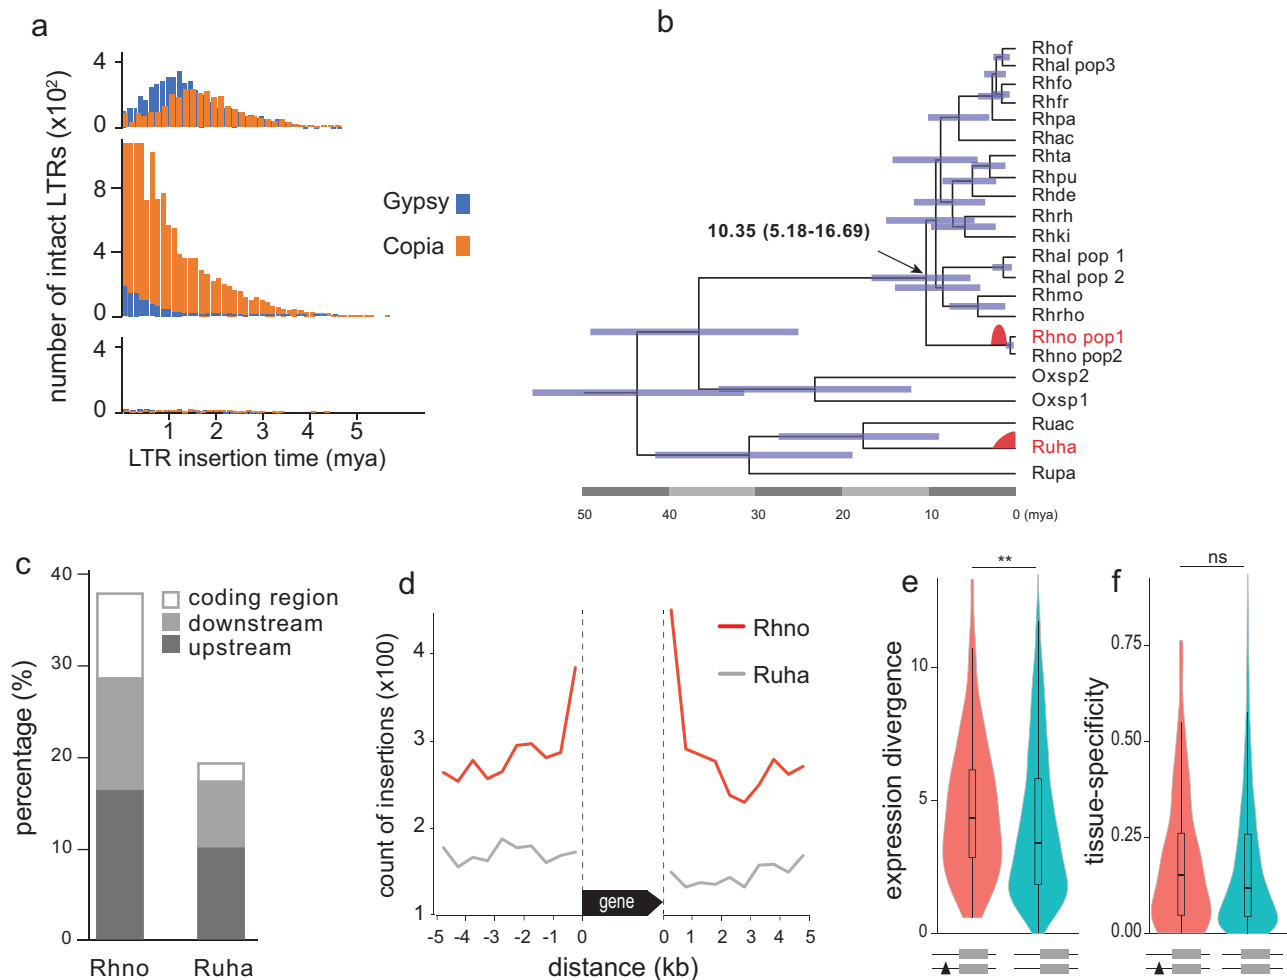 a
number of intact LTRs (x10²)
4
0
8
4
0
4
0
1 2 3 4 5
LTR insertion time (mya)
Gypsy
Copia
b
10.35 (5.18-16.69)
Rhof
Rhal pop3
Rhfo
Rhfr
Rhpa
Rhac
Rhta
Rhpu
Rhde
Rhrh
Rhki
Rhal pop 1
Rhal pop 2
Rhmo
Rhrho
Rhno pop1
Rhno pop2
Oxsp2
Oxsp1
Ruac
Ruha
Rupa
50 40 30 20 10 0 (mya)
c
percentage (%)
40
30
20
10
0
coding region
downstream
upstream
Rhno Ruha
d
count of insertions (x100)
4
3
2
1
Rhno
Ruha
gene
-5 -4 -3 -2 -1 0 0 1 2 3 4 5
distance (kb)
e
**
expression divergence
10
5
0
f
ns
tissue-specificity
0.75
0.50
0.25
0.00